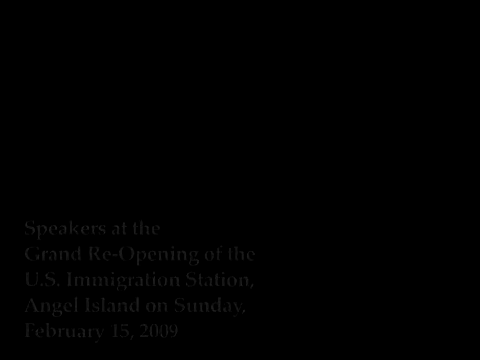 Speakers at the
Grand Re-Opening of the
U.S. Immigration Station,
Angel Island on Sunday,
February 15, 2009